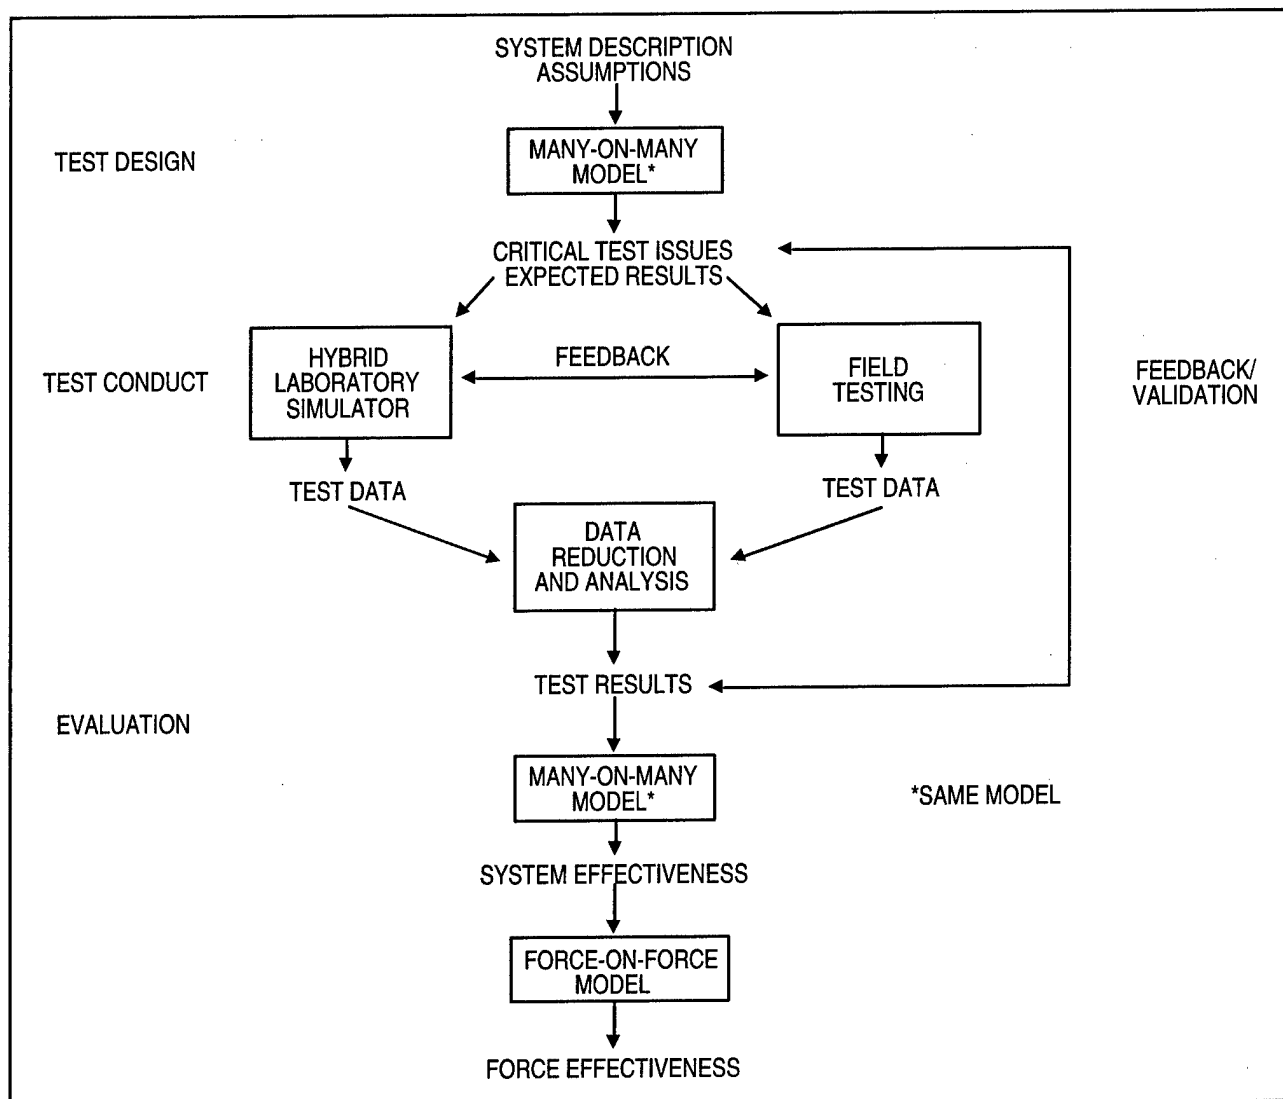 SYSTEM DESCRIPTION
ASSUMPTIONS
TEST DESIGN
MANY-ON-MANY
MODEL*
CRITICAL TEST ISSUES
EXPECTED RESULTS
TEST CONDUCT
HYBRID
LABORATORY
SIMULATOR
FEEDBACK
FIELD
TESTING
FEEDBACK/
VALIDATION
TEST DATA
TEST DATA
DATA
REDUCTION
AND ANALYSIS
TEST RESULTS
EVALUATION
MANY-ON-MANY
MODEL*
*SAME MODEL
SYSTEM EFFECTIVENESS
FORCE-ON-FORCE
MODEL
FORCE EFFECTIVENESS